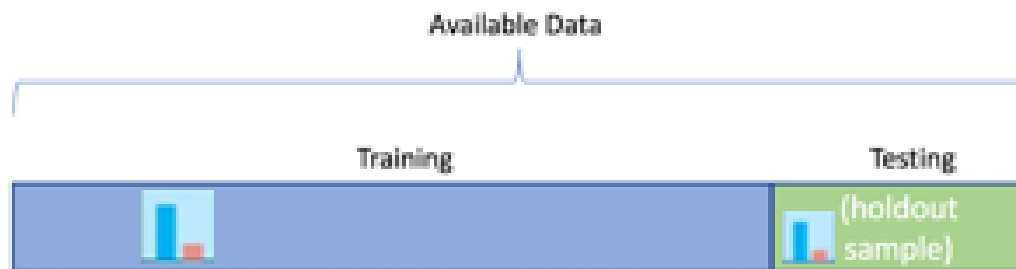 Available Data
Training
Testing
(holdout
sample)